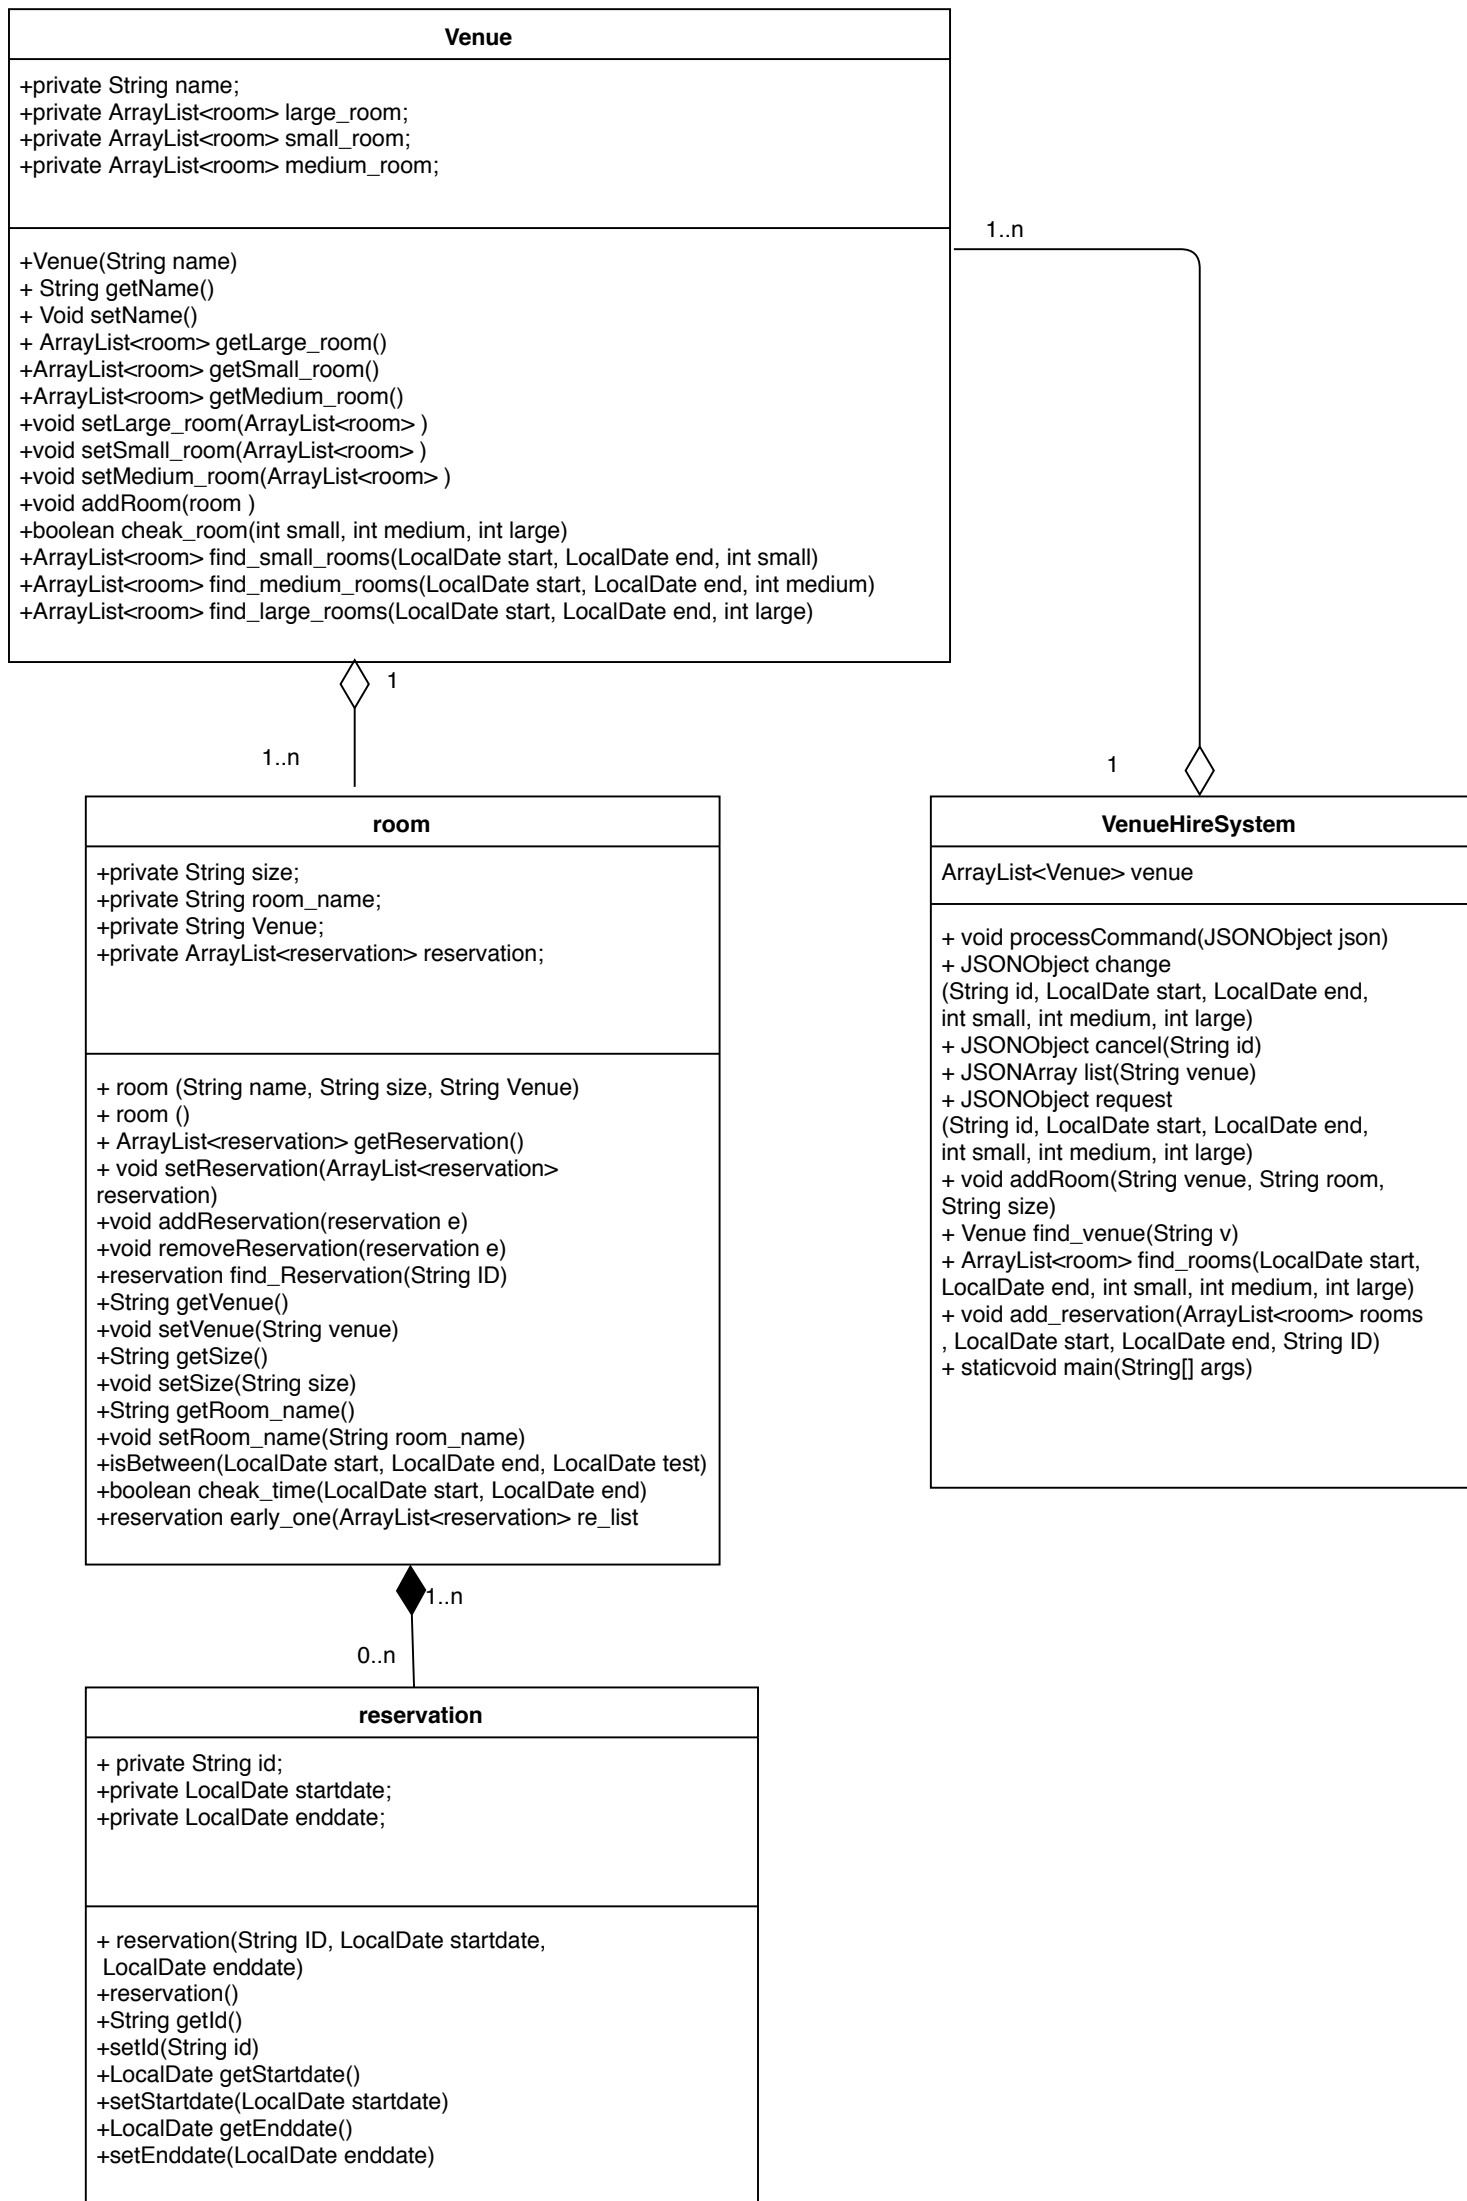 Venue
+private String name;
+private ArrayList<room> large_room;
+private ArrayList<room> small_room;
+private ArrayList<room> medium_room;
+Venue(String name)
+ String getName()
+ Void setName()
+ ArrayList<room> getLarge_room()
+ArrayList<room> getSmall_room()
+ArrayList<room> getMedium_room()
+void setLarge_room(ArrayList<room> )
+void setSmall_room(ArrayList<room> )
+void setMedium_room(ArrayList<room> )
+void addRoom(room )
+boolean cheak_room(int small, int medium, int large)
+ArrayList<room> find_small_rooms(LocalDate start, LocalDate end, int small)
+ArrayList<room> find_medium_rooms(LocalDate start, LocalDate end, int medium)
+ArrayList<room> find_large_rooms(LocalDate start, LocalDate end, int large)
1..n
1
1..n
1
room
+private String size;
+private String room_name;
+private String Venue;
+private ArrayList<reservation> reservation;
+ room (String name, String size, String Venue)
+ room ()
+ ArrayList<reservation> getReservation()
+ void setReservation(ArrayList<reservation>
reservation)
+void addReservation(reservation e)
+void removeReservation(reservation e)
+reservation find_Reservation(String ID)
+String getVenue()
+void setVenue(String venue)
+String getSize()
+void setSize(String size)
+String getRoom_name()
+void setRoom_name(String room_name)
+isBetween(LocalDate start, LocalDate end, LocalDate test)
+boolean cheak_time(LocalDate start, LocalDate end)
+reservation early_one(ArrayList<reservation> re_list
VenueHireSystem
ArrayList<Venue> venue
+ void processCommand(JSONObject json)
+ JSONObject change
(String id, LocalDate start, LocalDate end,
int small, int medium, int large)
+ JSONObject cancel(String id)
+ JSONArray list(String venue)
+ JSONObject request
(String id, LocalDate start, LocalDate end,
int small, int medium, int large)
+ void addRoom(String venue, String room,
String size)
+ Venue find_venue(String v)
+ ArrayList<room> find_rooms(LocalDate start,
LocalDate end, int small, int medium, int large)
+ void add_reservation(ArrayList<room> rooms
, LocalDate start, LocalDate end, String ID)
+ staticvoid main(String[] args)
1..n
0..n
reservation
+ private String id;
+private LocalDate startdate;
+private LocalDate enddate;
+ reservation(String ID, LocalDate startdate,
LocalDate enddate)
+reservation()
+String getId()
+setId(String id)
+LocalDate getStartdate()
+setStartdate(LocalDate startdate)
+LocalDate getEnddate()
+setEnddate(LocalDate enddate)